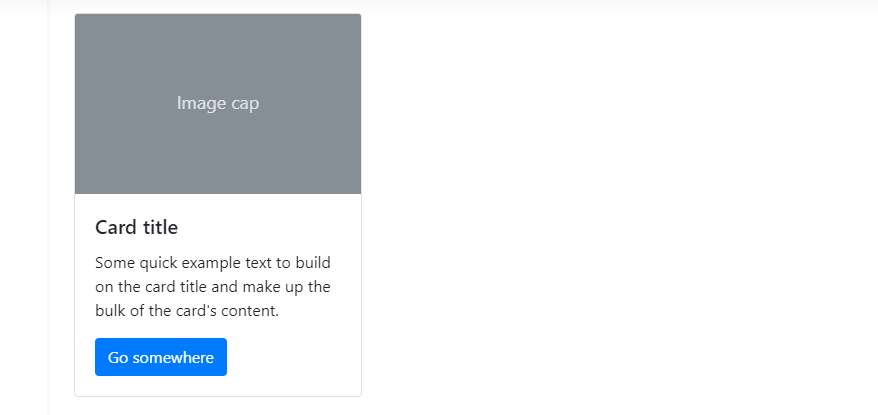 Image cap
Card title
Some quick example text to build
on the card title and make up the
bulk of the card's content.
Go somewhere